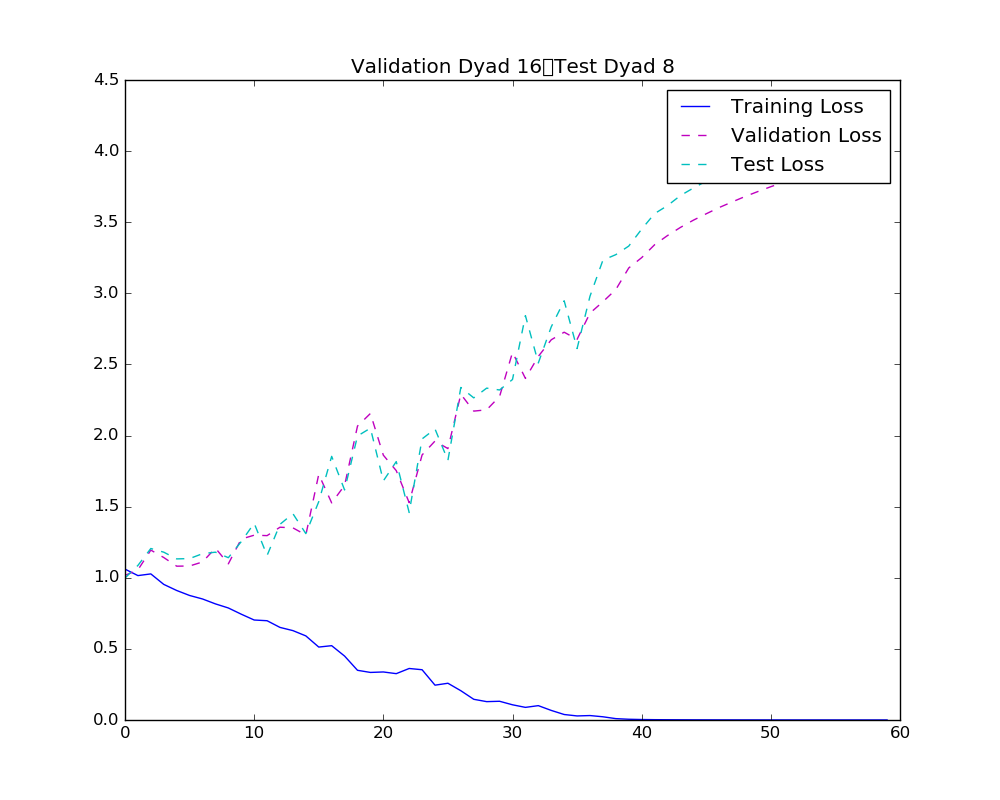 Validation Dyad 16□Test Dyad 8
4.5
4.0
3.5
3.0
2.5
2.0
1.5
1.0
0.5
0.0
Training Loss
Validation Loss
Test Loss
0 10 20 30 40 50 60